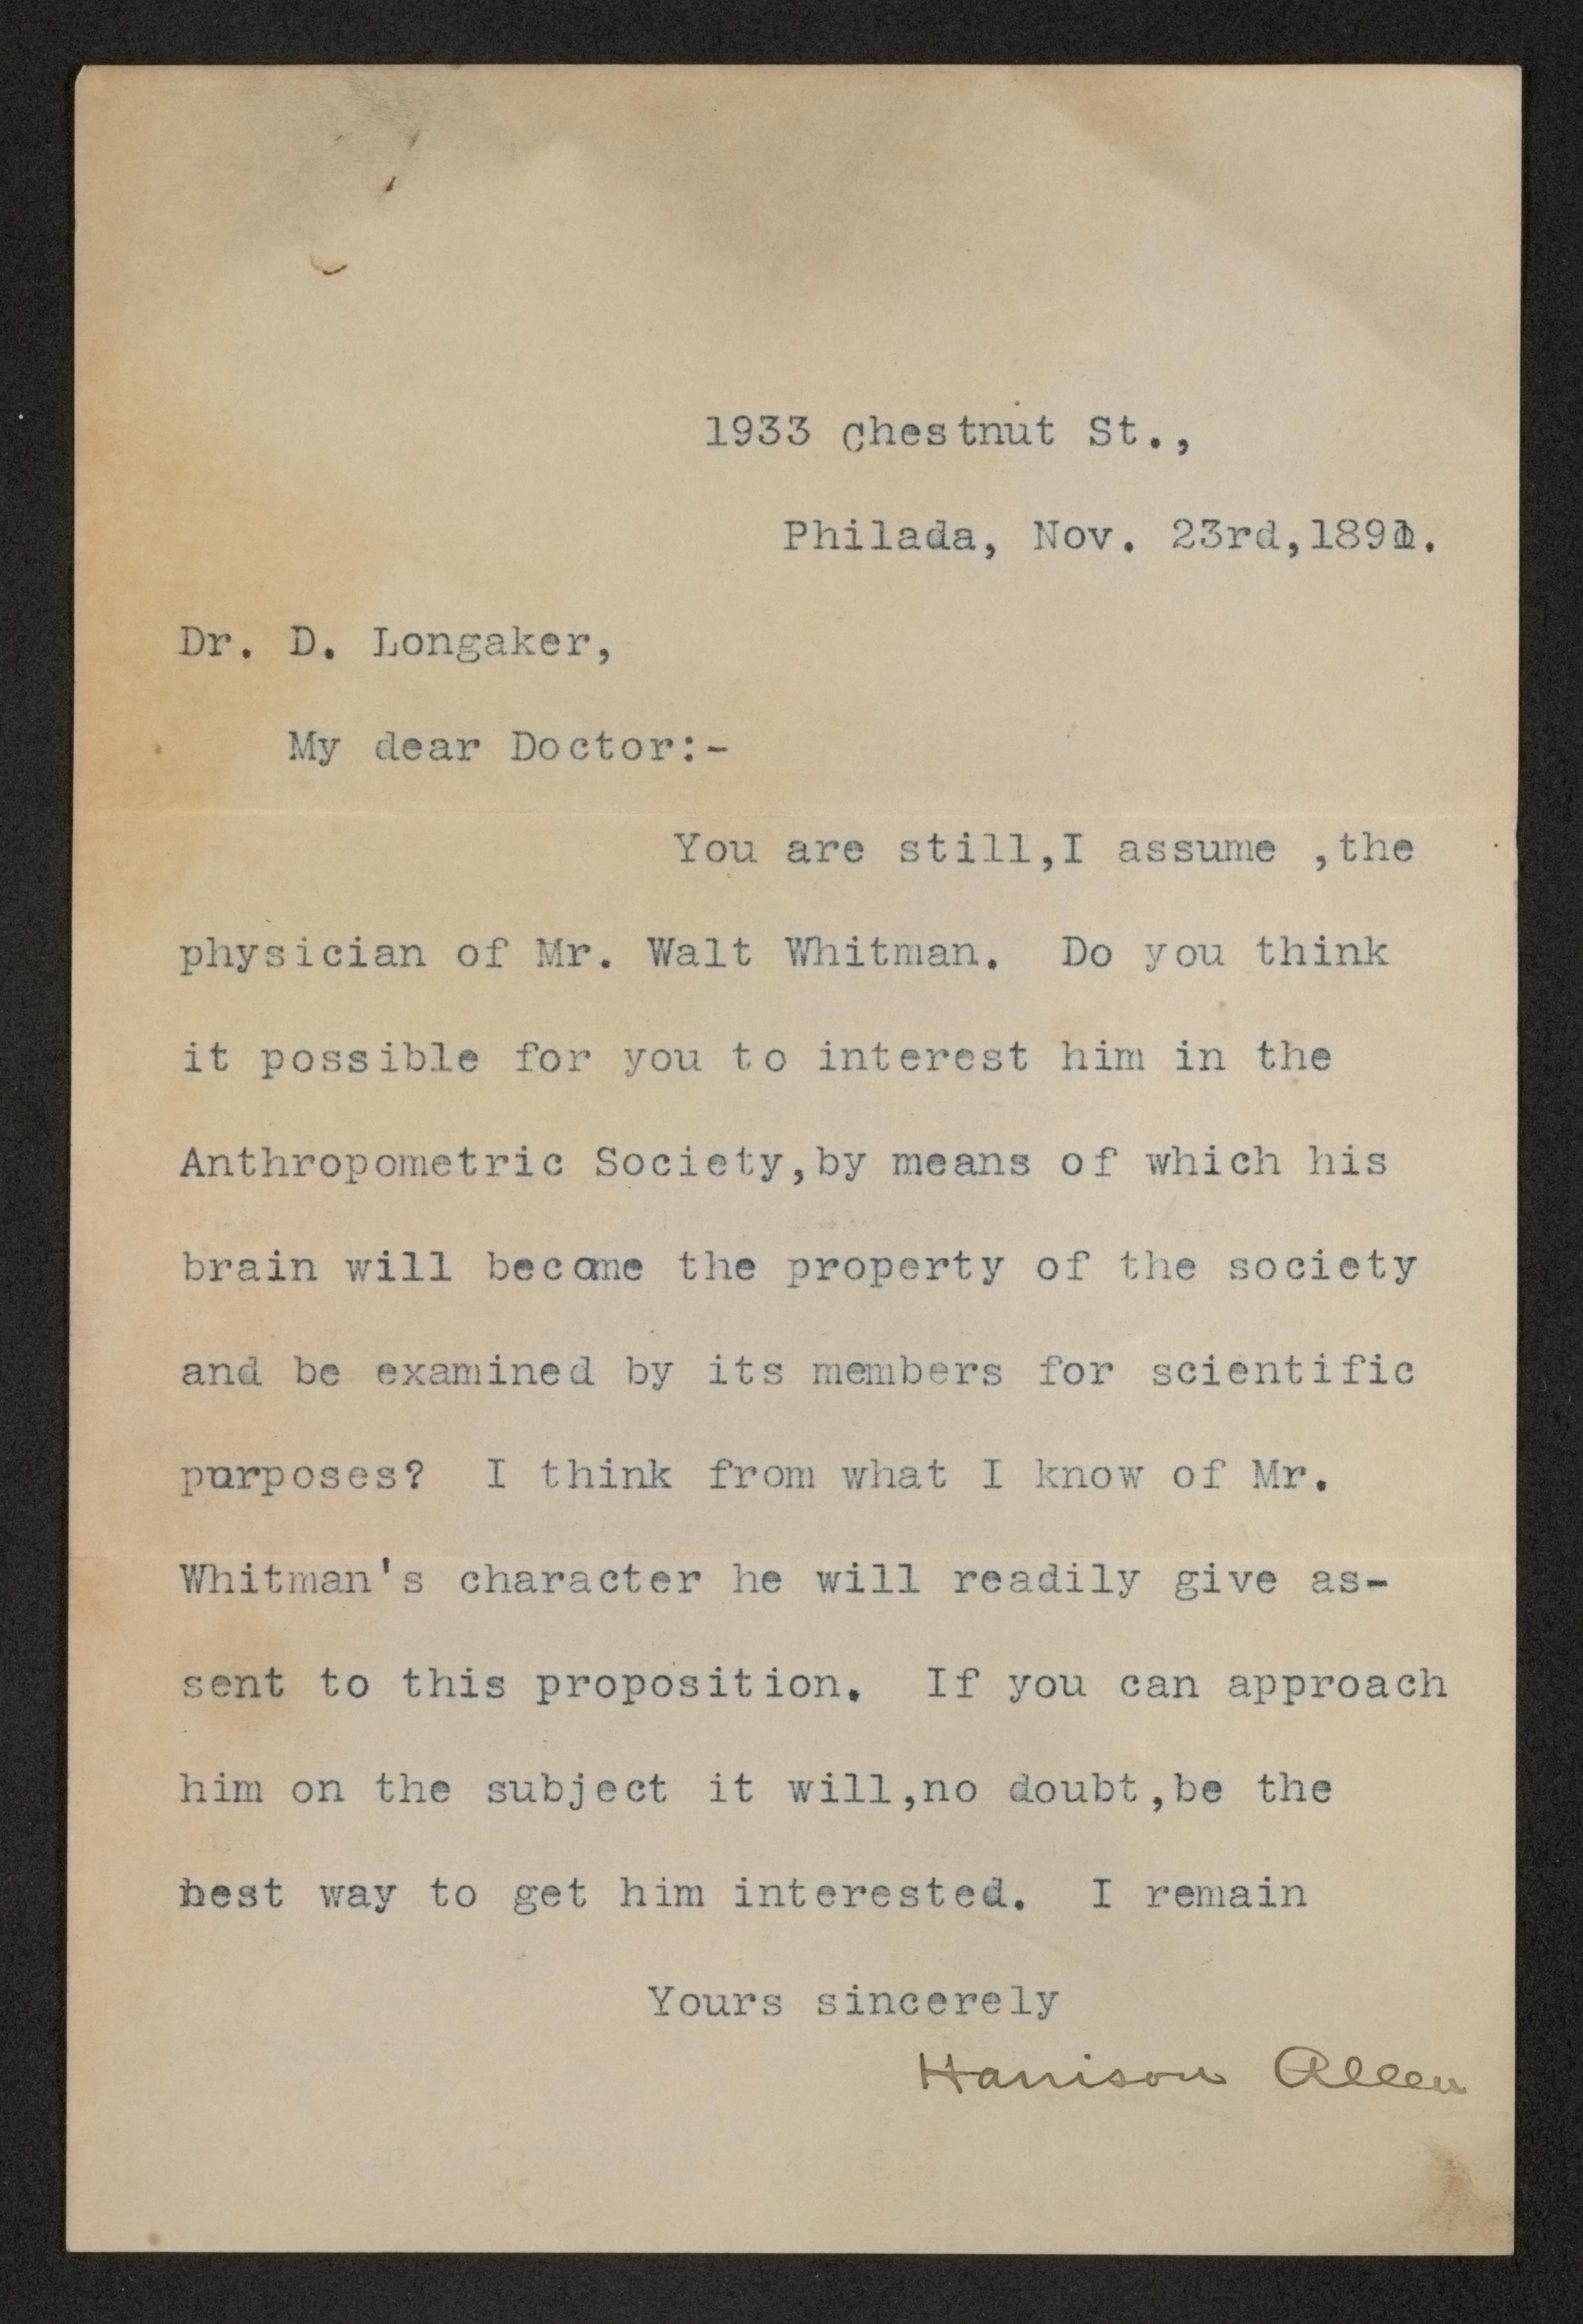 1933 Chestnut St.,
Philada, Nov. 23rd,1891.
Dr. D. Longaker,
My dear Doctor:-
You are still,I assume ,the
physician of Mr. Walt Whitman. Do you think
it possible for you to interest him in the
Anthropometric Society,by means of which his
brain will become the property of the society
and be examined by its members for scientific
purposes? I think from what I know of Mr.
Whitman's character he will readily give as-
sent to this proposition. If you can approach
him on the subject it will,no doubt,be the
best way to get him interested. I remain
Yours sincerely
Harrison Allen